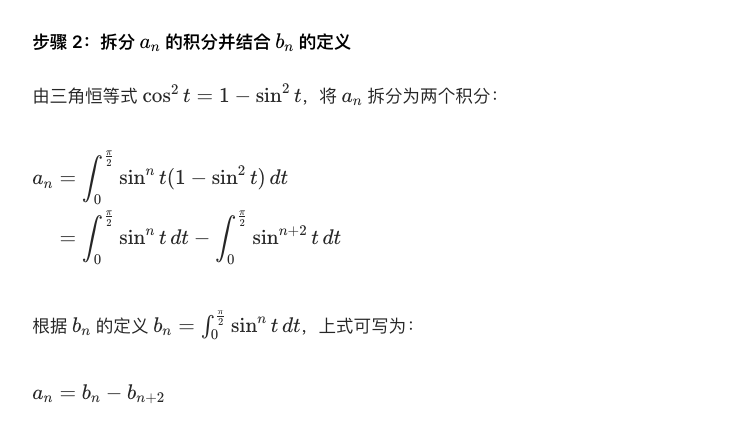 步骤 2：拆分 $a_n$ 的积分并结合 $b_n$ 的定义
由三角恒等式 $\cos^2 t = 1 - \sin^2 t$，将 $a_n$ 拆分为两个积分：
$a_n = \int_0^{\frac{\pi}{2}} \sin^n t(1 - \sin^2 t)\, dt$
$= \int_0^{\frac{\pi}{2}} \sin^n t\, dt - \int_0^{\frac{\pi}{2}} \sin^{n+2} t\, dt$
根据 $b_n$ 的定义 $b_n = \int_0^{\frac{\pi}{2}} \sin^n t\, dt$，上式可写为：
$a_n = b_n - b_{n+2}$